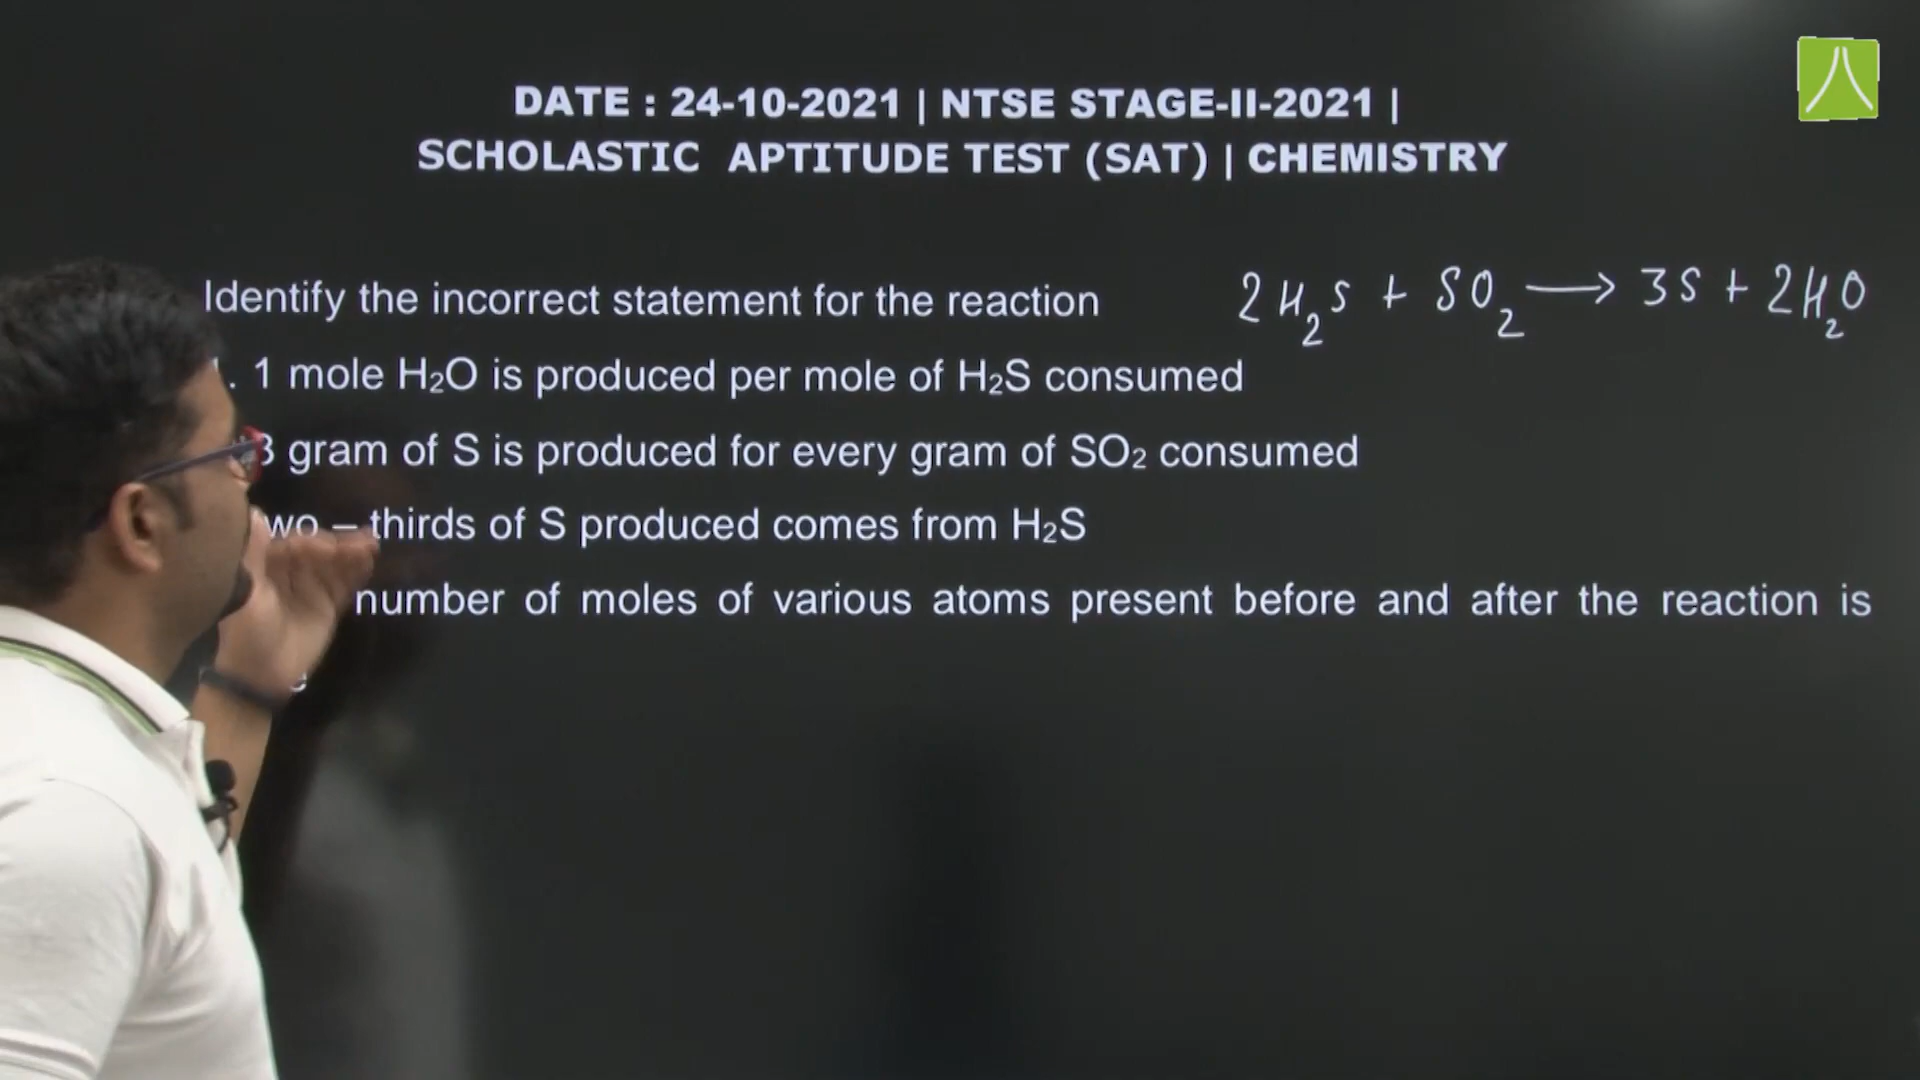 DATE : 24-10-2021 | NTSE STAGE-II-2021 |
SCHOLASTIC APTITUDE TEST (SAT) | CHEMISTRY
Identify the incorrect statement for the reaction 2H₂S + SO₂ ⟶ 3S + 2H₂O
. 1 mole H₂O is produced per mole of H₂S consumed
3 gram of S is produced for every gram of SO₂ consumed
wo – thirds of S produced comes from H₂S
number of moles of various atoms present before and after the reaction is